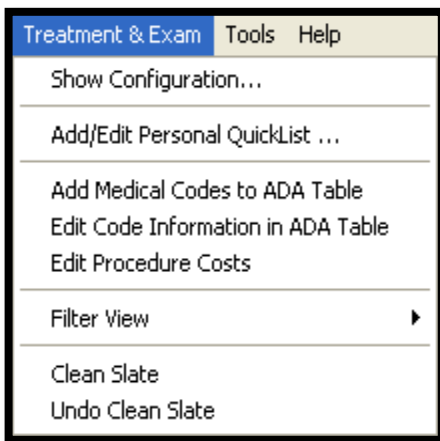 Treatment & Exam Tools Help
Show Configuration...
Add/Edit Personal QuickList ...
Add Medical Codes to ADA Table
Edit Code Information in ADA Table
Edit Procedure Costs
Filter View
Clean Slate
Undo Clean Slate